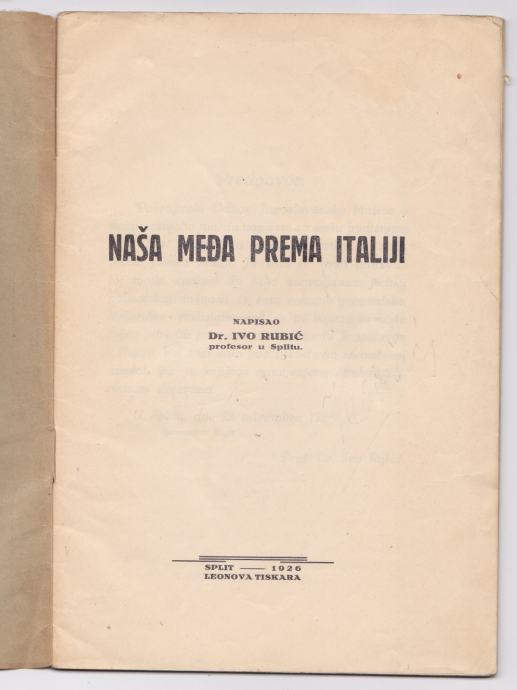 NAŠA MEĐA PREMA ITALIJI
NAPISAO
Dr. IVO RUBIĆ
profesor u Splitu.
SPLIT — 1926
LEONOVA TISKARA